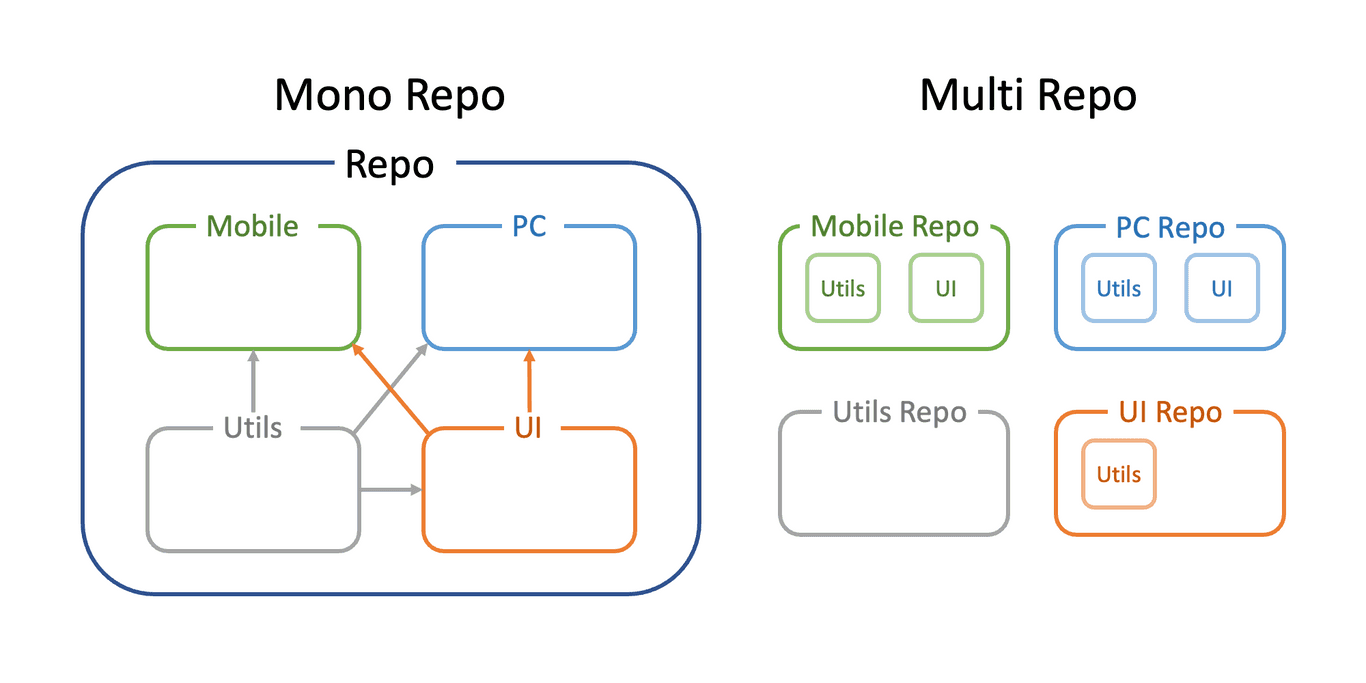 Mono Repo
Repo
Mobile
PC
Utils
UI
Multi Repo
Mobile Repo
Utils
UI
PC Repo
Utils
UI
Utils Repo
UI Repo
Utils